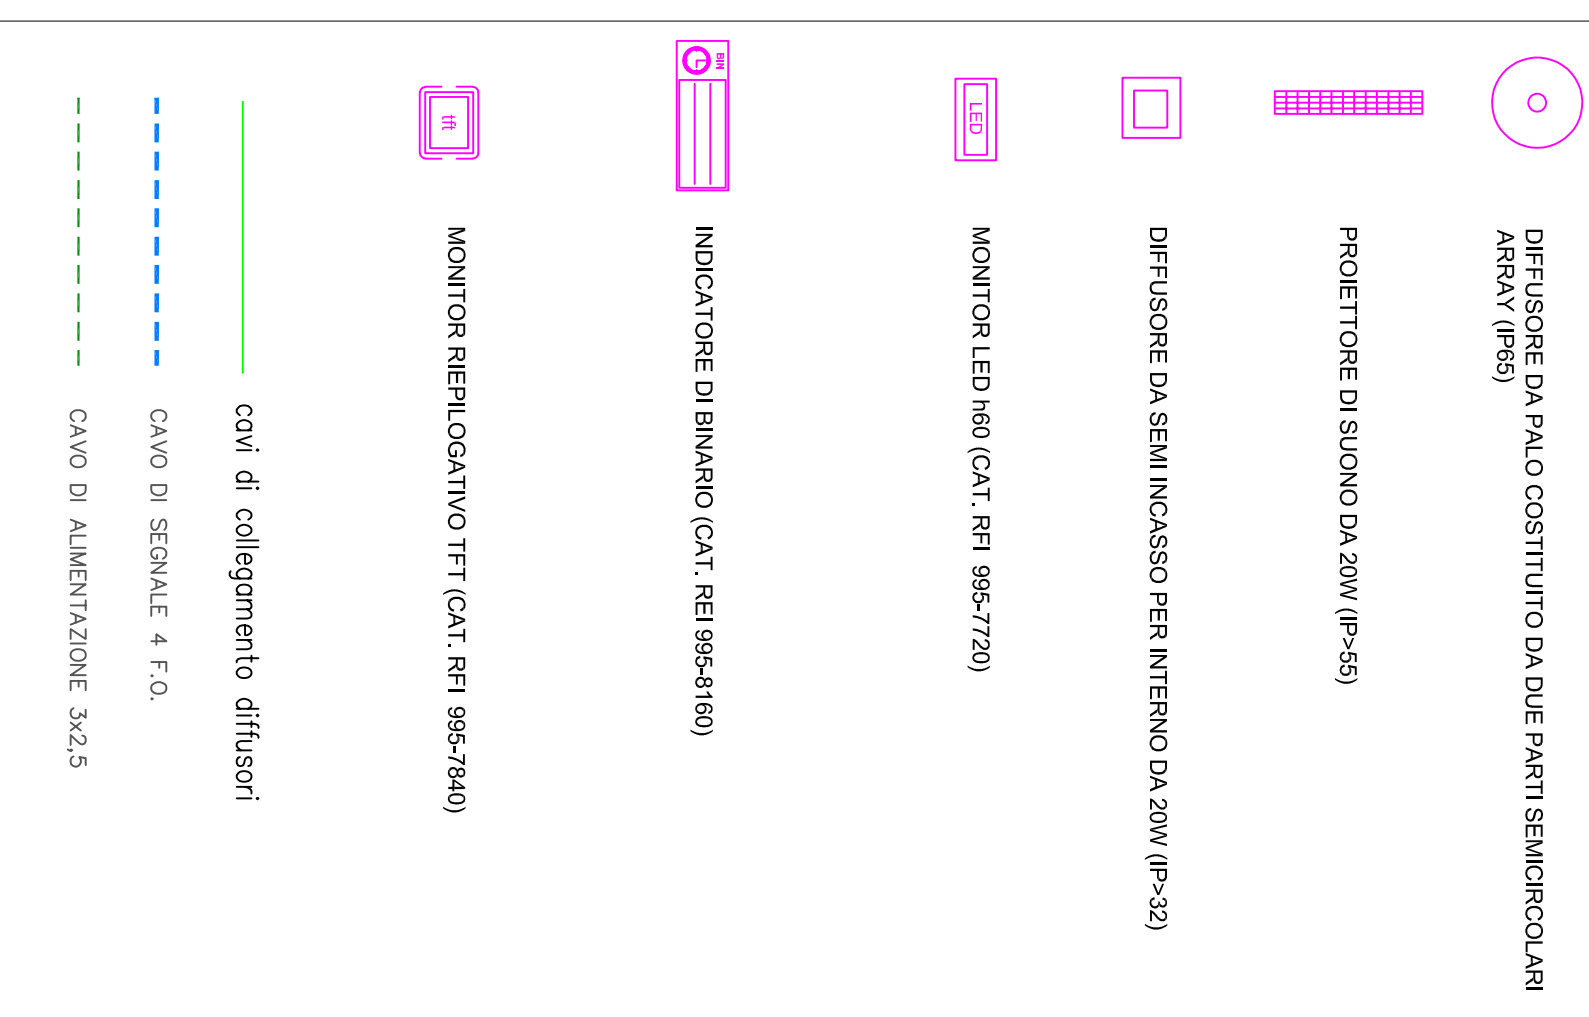 DIFFUSORE DA PALO COSTITUITO DA DUE PARTI SEMICIRCOLARI
ARRAY (IP65)
PROIETTORE DI SUONO DA 20W (IP>55)
DIFFUSORE DA SEMI INCASSO PER INTERNO DA 20W (IP>32)
LED
MONITOR LED h60 (CAT. RFI 995-7720)
BIN
INDICATORE DI BINARIO (CAT. REI 995-8160)
tft
MONITOR RIEPILOGATIVO TFT (CAT. RFI 995-7840)
cavi di collegamento diffusori
CAVO DI SEGNALE 4 F.O.
CAVO DI ALIMENTAZIONE 3x2,5